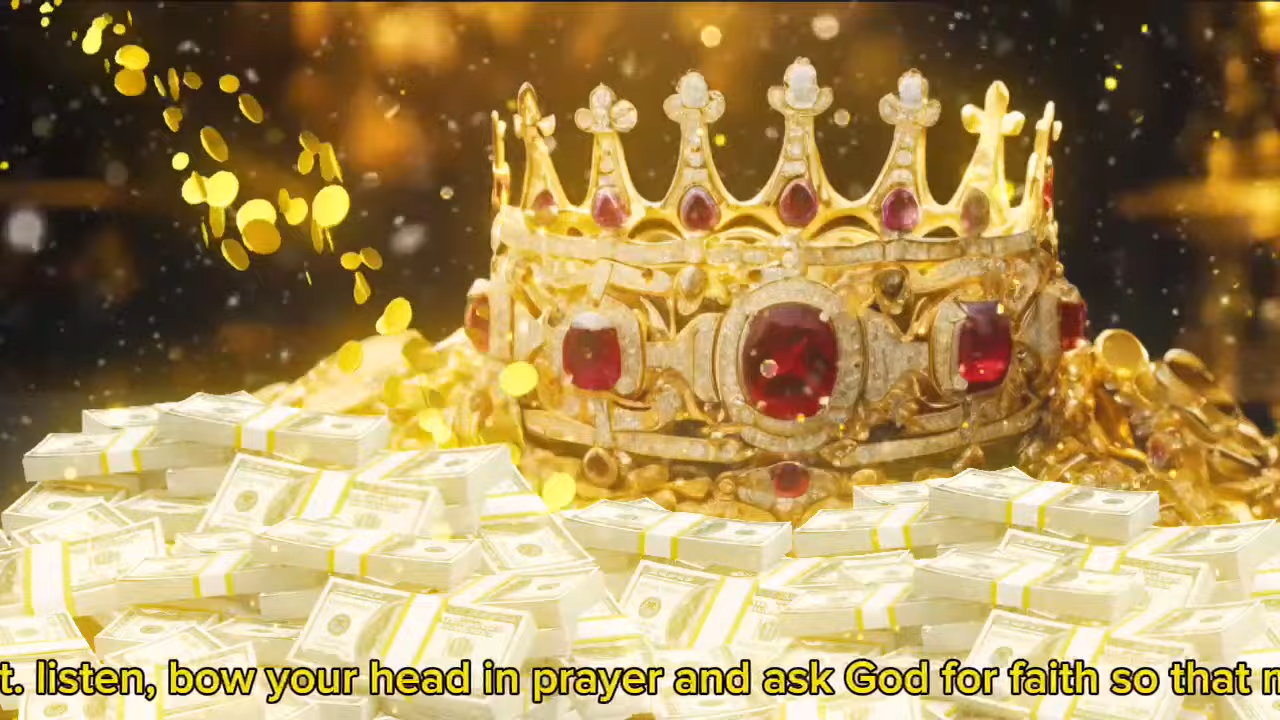 t. listen, bow your head in prayer and ask God for faith so that